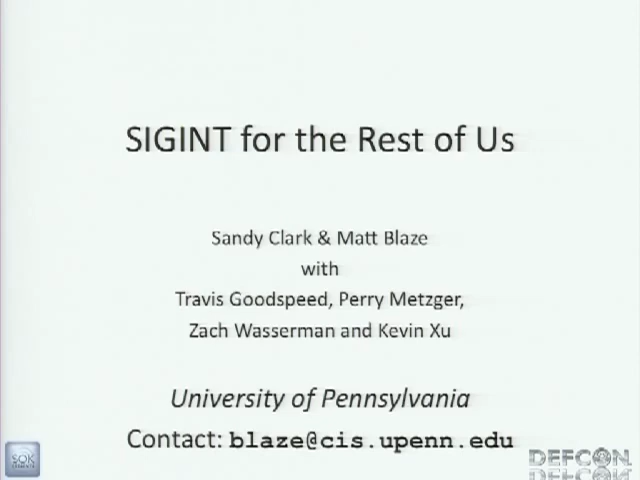 SIGINT for the Rest of Us
Sandy Clark & Matt Blaze
with
Travis Goodspeed, Perry Metzger,
Zach Wasserman and Kevin Xu
University of Pennsylvania
Contact: blaze@cis.upenn.edu
SOK
DEFCON